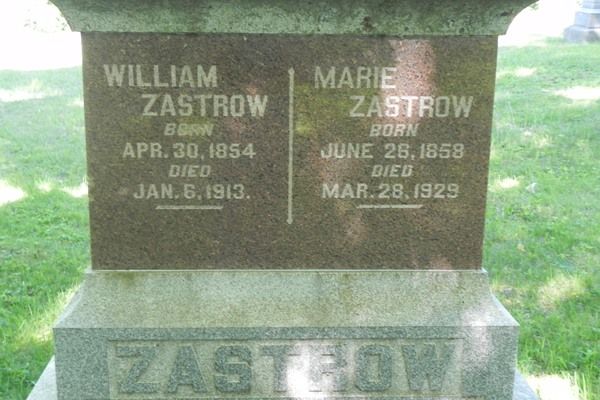 WILLIAM
ZASTROW
BORN
APR. 30, 1854
DIED
JAN. 6, 1913.
MARIE
ZASTROW
BORN
JUNE 26, 1858
DIED
MAR. 28, 1929
ZASTROW